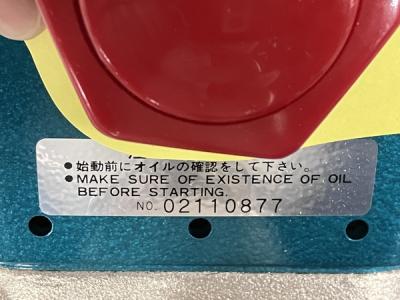 ●始動前にオイルの確認をして下さい。
●MAKE SURE OF EXISTENCE OF OIL
BEFORE STARTING.
NO. 02110877